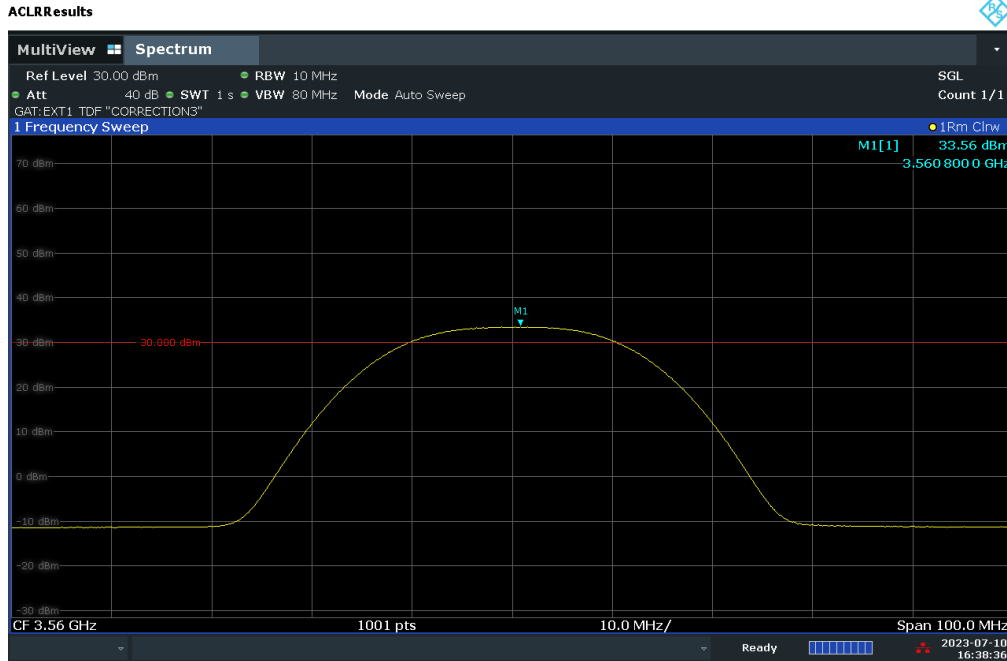 ACLRResults
R S
MultiView Spectrum
Ref Level 30.00 dBm RBW 10 MHz SGL
Att 40 dB SWT 1 s VBW 80 MHz Mode Auto Sweep Count 1/1
GAT:EXT1 TDF "CORRECTION3"
1 Frequency Sweep 1Rm Clrw
M1[1] 33.56 dBm
3.560 800 0 GHz
70 dBm
60 dBm
50 dBm
40 dBm
M1
30 dBm 30.000 dBm
20 dBm
10 dBm
0 dBm
-10 dBm
-20 dBm
-30 dBm
CF 3.56 GHz 1001 pts 10.0 MHz/ Span 100.0 MHz
Ready 2023-07-10
16:38:36